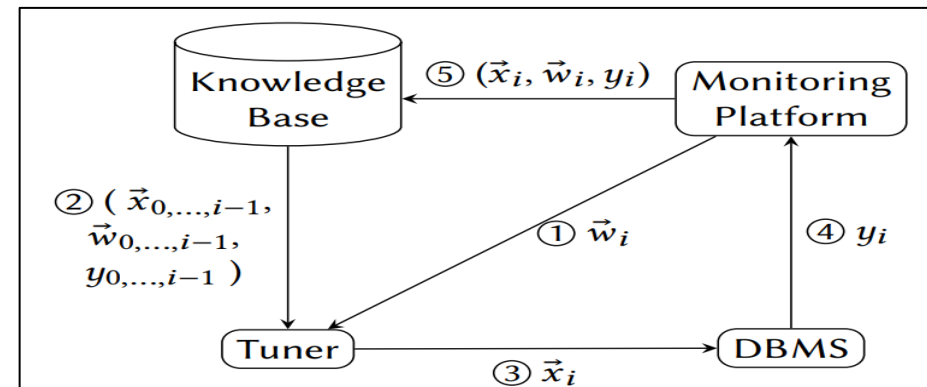 Knowledge
Base
⑤ (x⃗ᵢ, w⃗ᵢ, yᵢ)
Monitoring
Platform
② ( x⃗₀,...,ᵢ₋₁,
w⃗₀,...,ᵢ₋₁,
y₀,...,ᵢ₋₁ )
① w⃗ᵢ
④ yᵢ
Tuner
③ x⃗ᵢ
DBMS